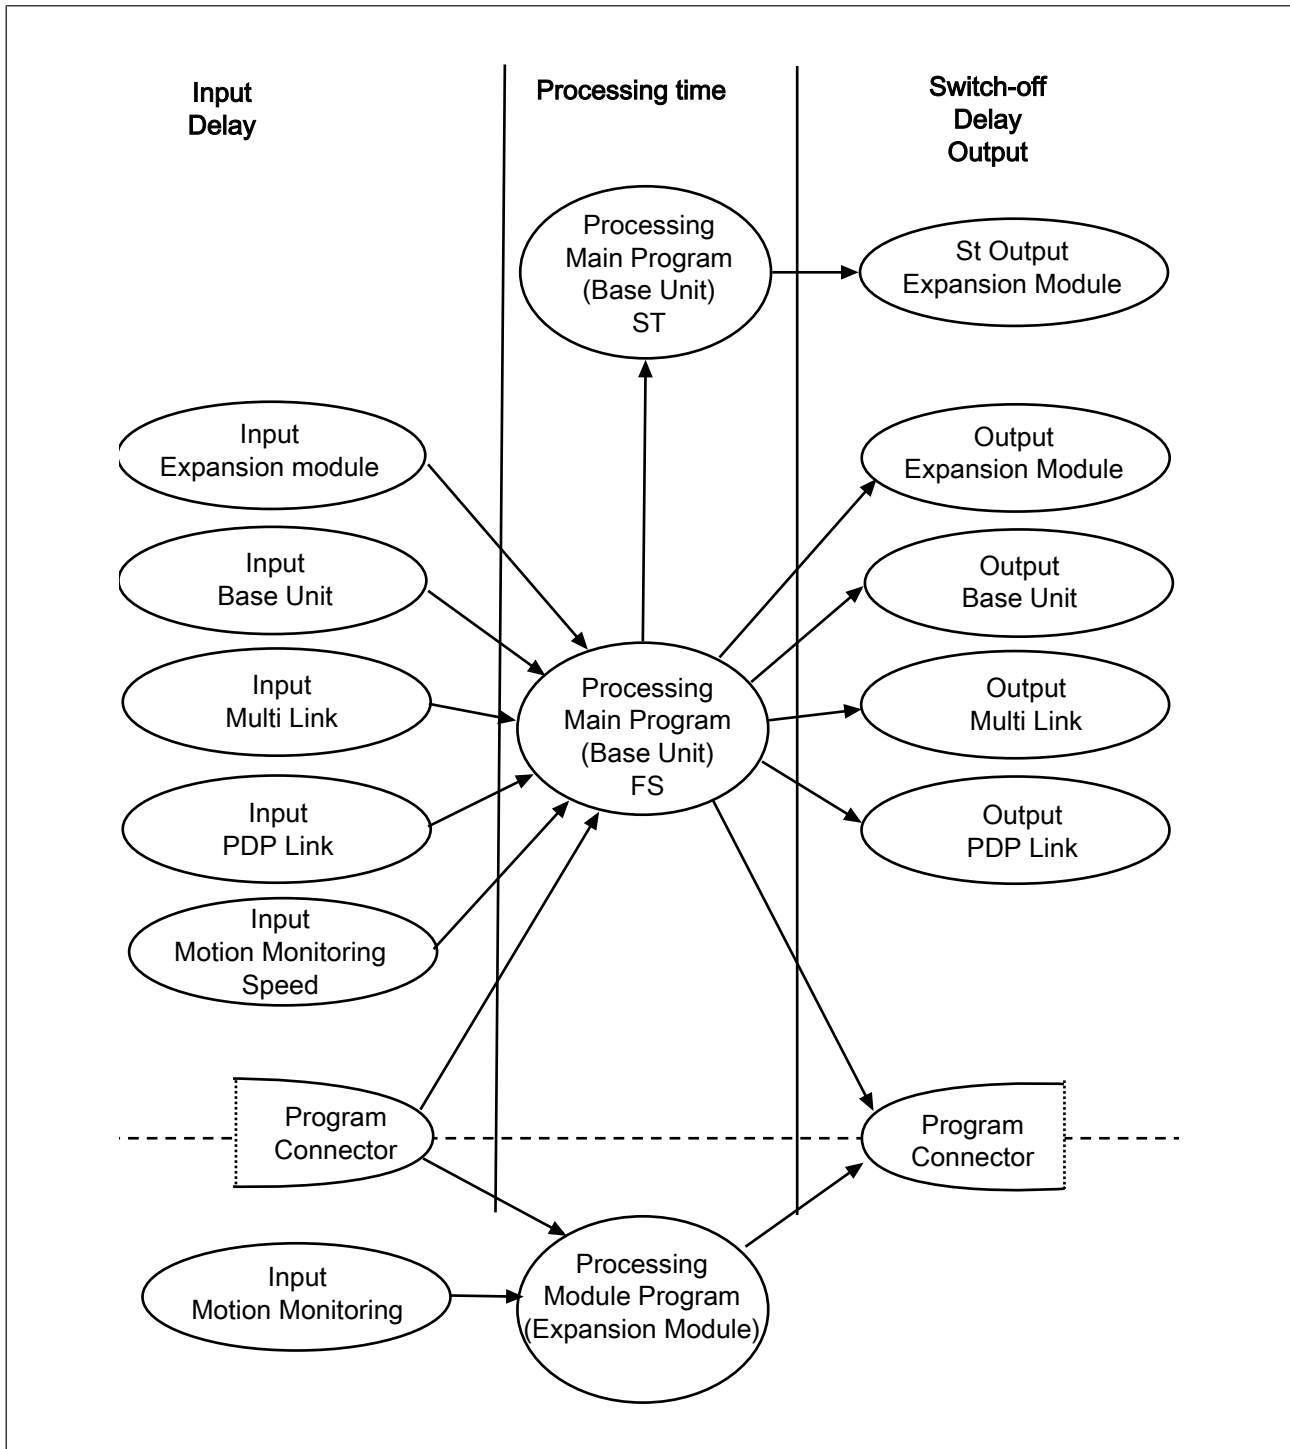 Input
Delay
Processing time
Switch-off
Delay
Output
Processing
Main Program
(Base Unit)
ST
St Output
Expansion Module
Input
Expansion module
Output
Expansion Module
Input
Base Unit
Output
Base Unit
Input
Multi Link
Processing
Main Program
(Base Unit)
FS
Output
Multi Link
Input
PDP Link
Output
PDP Link
Input
Motion Monitoring
Speed
Program
Connector
Program
Connector
Input
Motion Monitoring
Processing
Module Program
(Expansion Module)